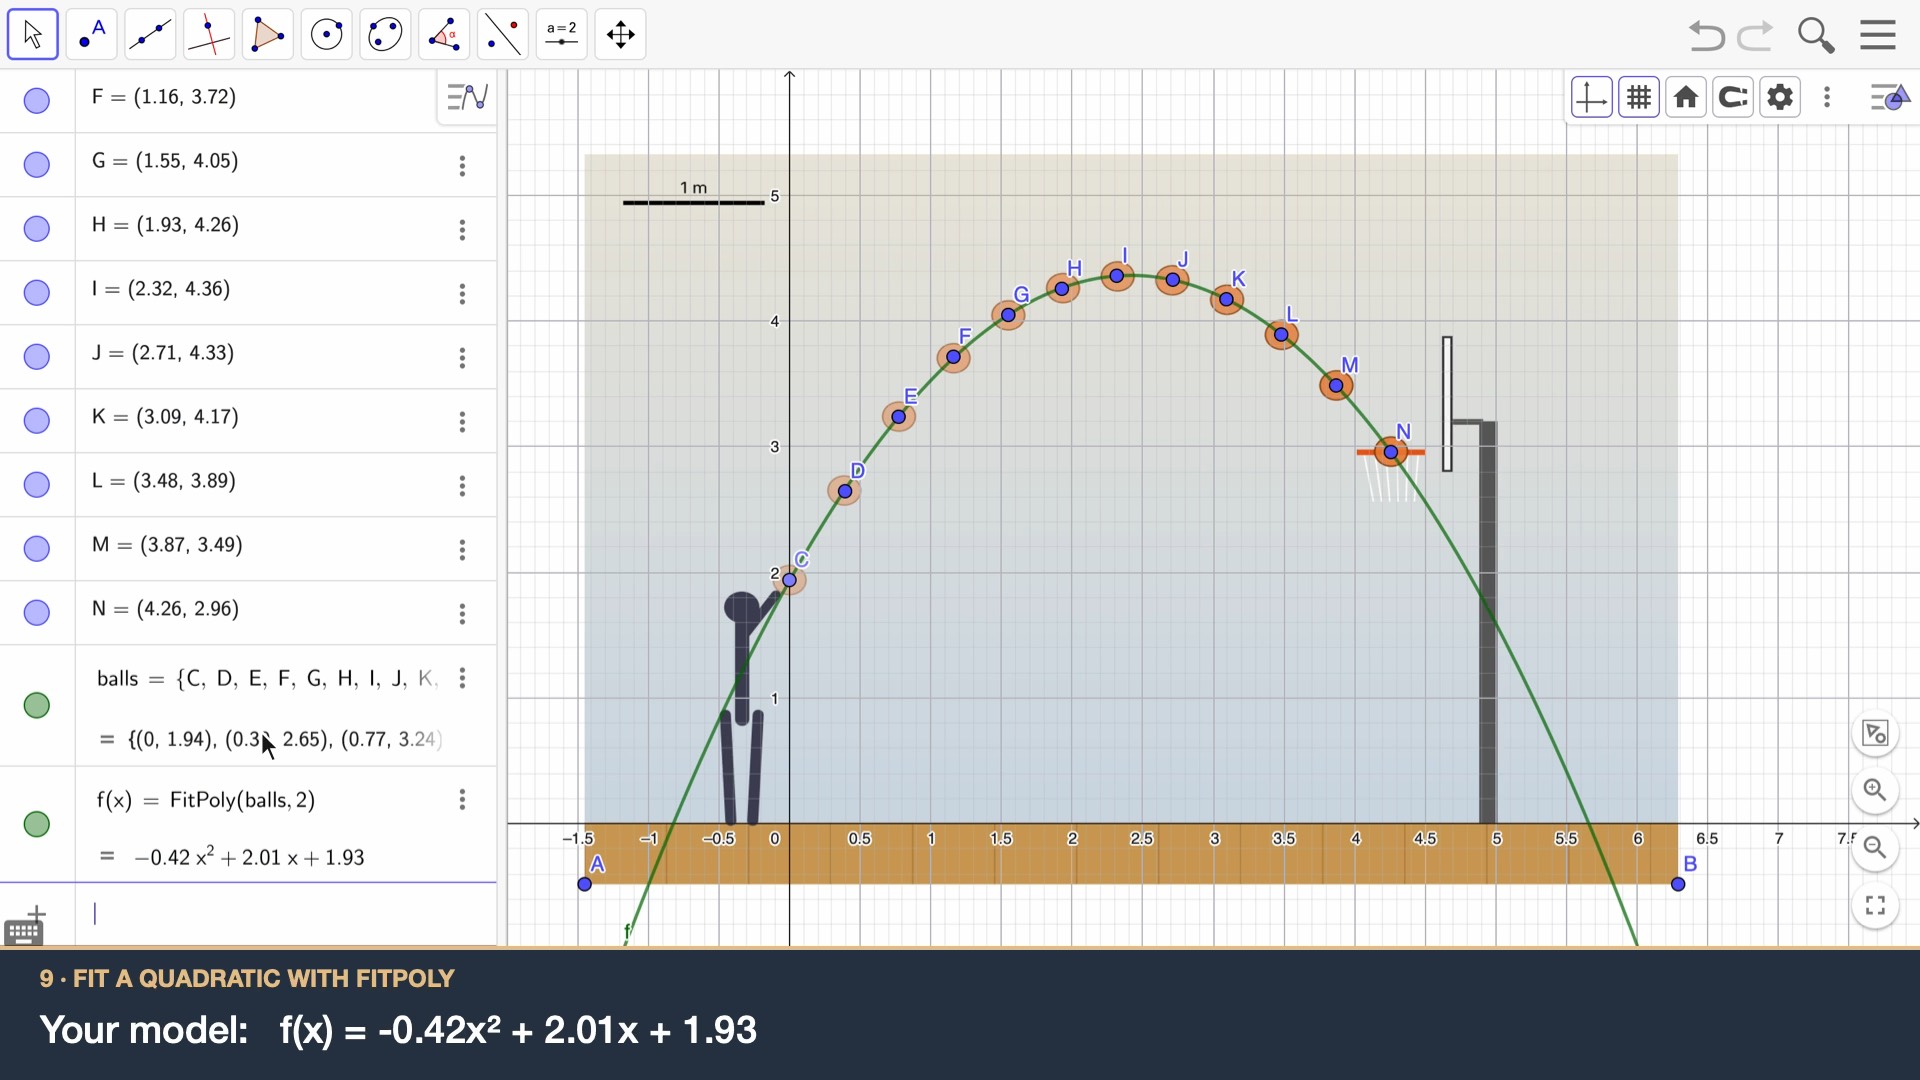 A
α
a=2
F = (1.16, 3.72)
G = (1.55, 4.05)
H = (1.93, 4.26)
I = (2.32, 4.36)
J = (2.71, 4.33)
K = (3.09, 4.17)
L = (3.48, 3.89)
M = (3.87, 3.49)
N = (4.26, 2.96)
balls = {C, D, E, F, G, H, I, J, K,
= {(0, 1.94), (0.3 2.65), (0.77, 3.24)
f(x) = FitPoly(balls, 2)
= −0.42 x² + 2.01 x + 1.93
1 m
5
4
3
2
1
C
D
E
F
G
H
I
J
K
L
M
N
−1.5 −1 −0.5 0 0.5 1 1.5 2 2.5 3 3.5 4 4.5 5 5.5 6 6.5 7 7.5
A
B
f
9 · FIT A QUADRATIC WITH FITPOLY
Your model: f(x) = -0.42x² + 2.01x + 1.93